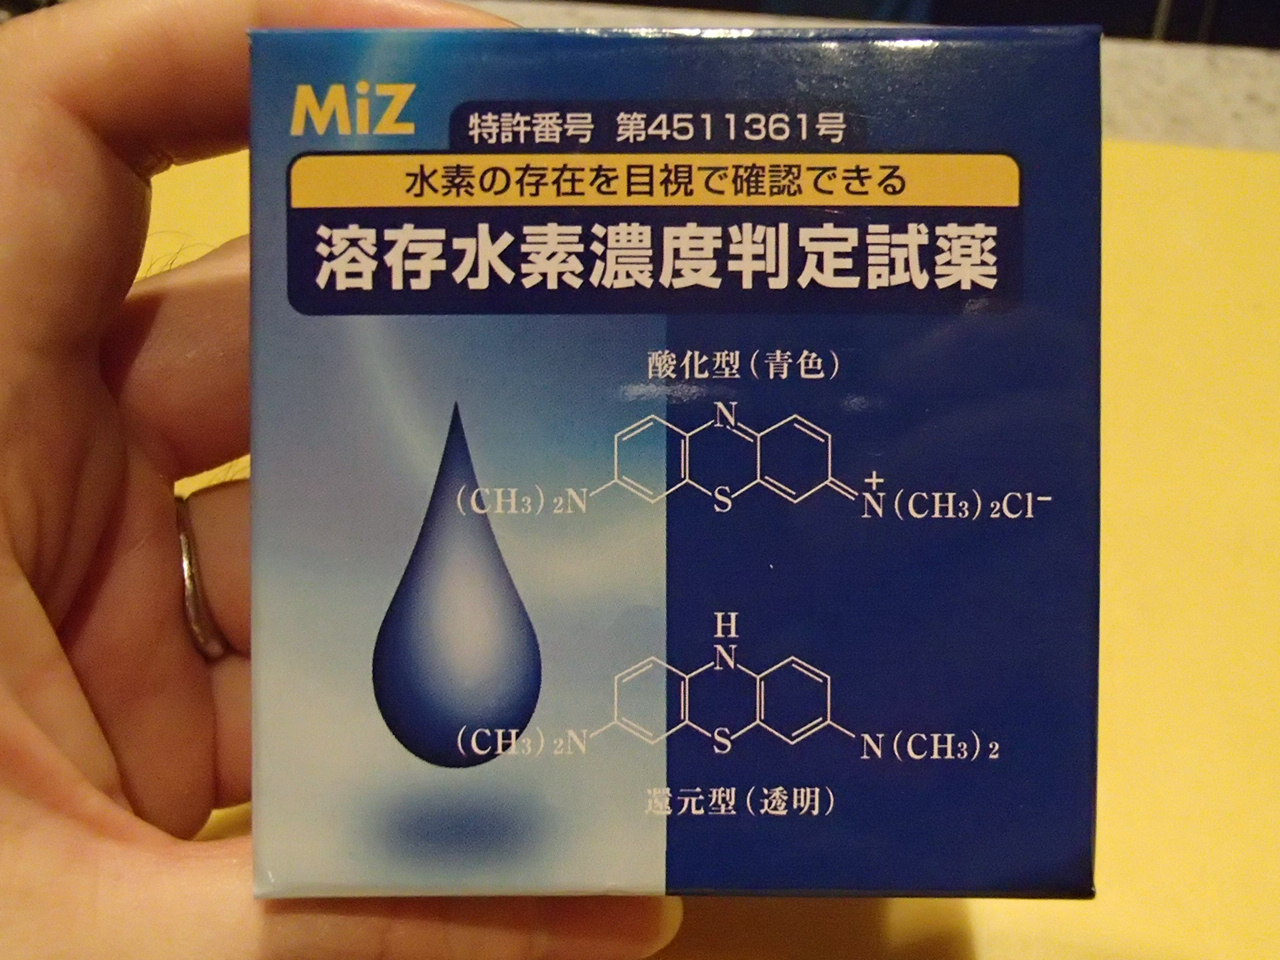 MiZ
特許番号 第4511361号
水素の存在を目視で確認できる
溶存水素濃度判定試薬
酸化型(青色)
N
(CH3)2N S N+(CH3)2Cl−
H
N
(CH3)2N S N(CH3)2
還元型(透明)